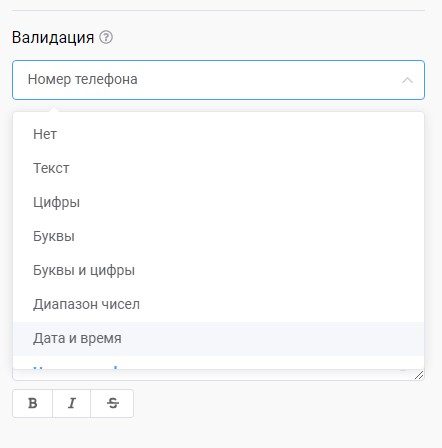 Валидация
Номер телефона
Нет
Текст
Цифры
Буквы
Буквы и цифры
Диапазон чисел
Дата и время
B I S